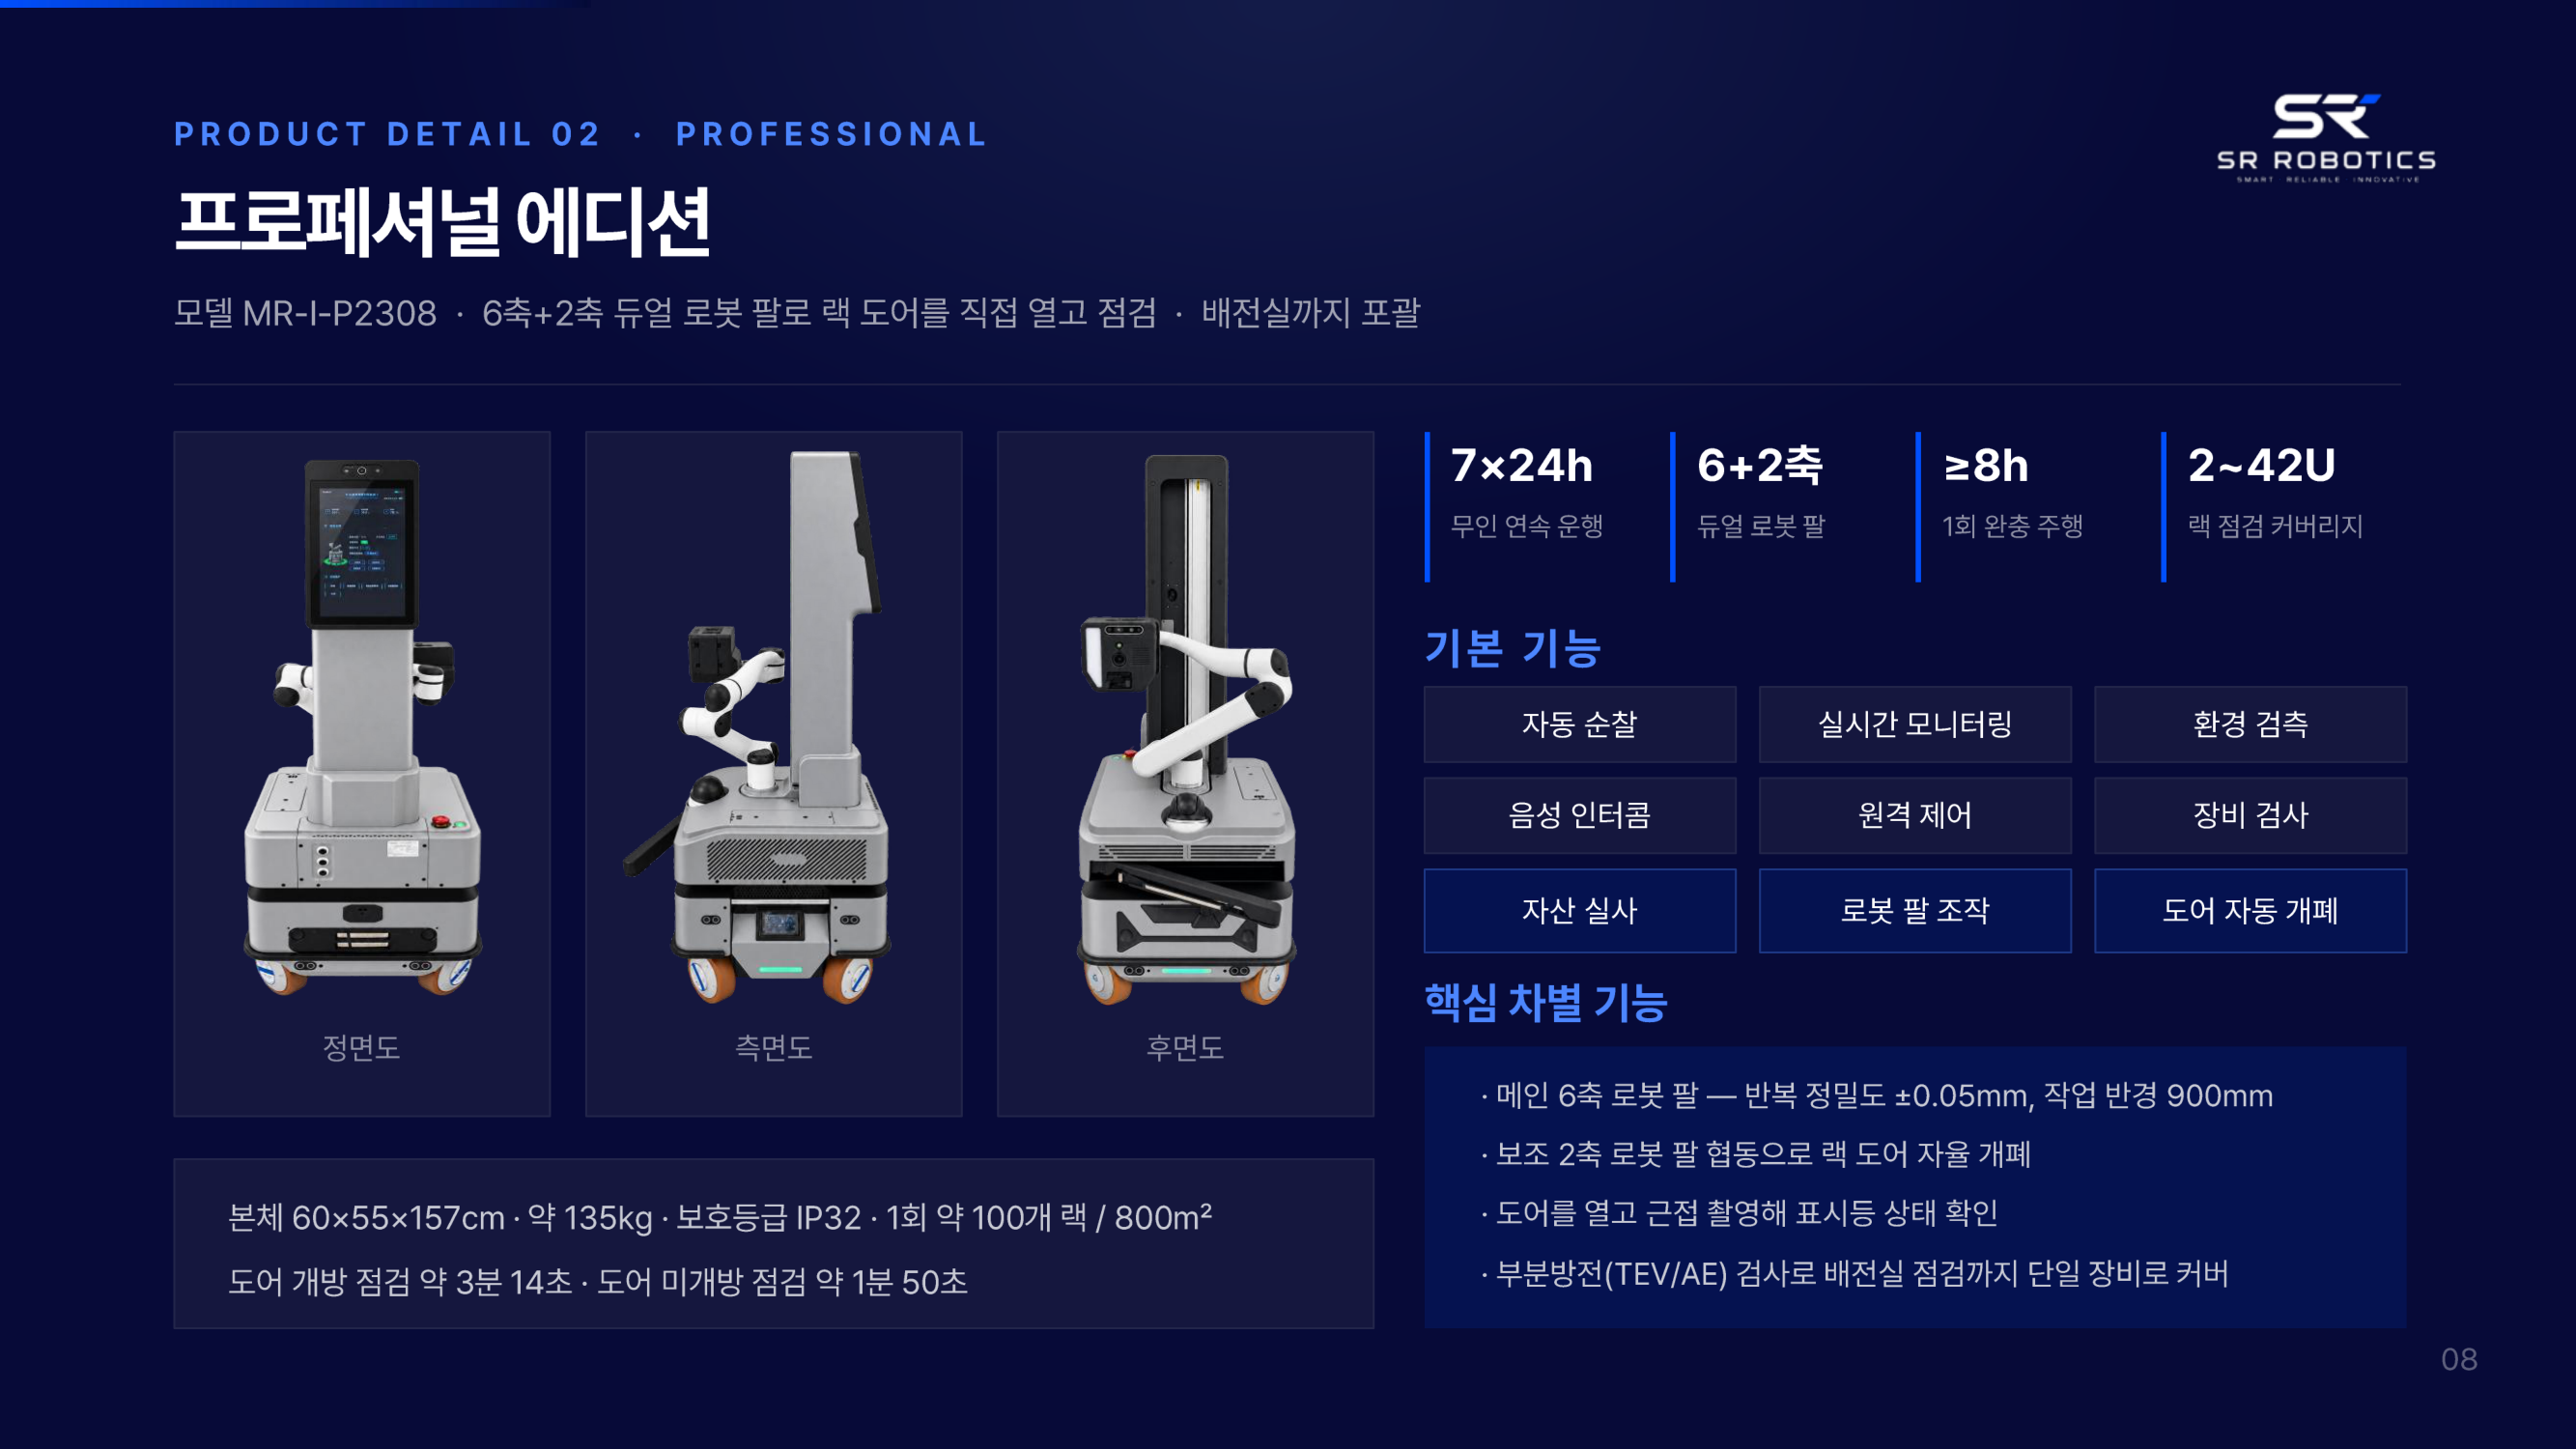 PRODUCT DETAIL 02 · PROFESSIONAL
SR ROBOTICS
SMART RELIABLE INNOVATIVE
프로페셔널 에디션
모델 MR-I-P2308 · 6축+2축 듀얼 로봇 팔로 랙 도어를 직접 열고 점검 · 배전실까지 포괄
정면도
측면도
후면도
본체 60×55×157cm · 약 135kg · 보호등급 IP32 · 1회 약 100개 랙 / 800m²
도어 개방 점검 약 3분 14초 · 도어 미개방 점검 약 1분 50초
7×24h
무인 연속 운행
6+2축
듀얼 로봇 팔
≥8h
1회 완충 주행
2~42U
랙 점검 커버리지
기본 기능
자동 순찰
실시간 모니터링
환경 검측
음성 인터콤
원격 제어
장비 검사
자산 실사
로봇 팔 조작
도어 자동 개폐
핵심 차별 기능
· 메인 6축 로봇 팔 — 반복 정밀도 ±0.05mm, 작업 반경 900mm
· 보조 2축 로봇 팔 협동으로 랙 도어 자율 개폐
· 도어를 열고 근접 촬영해 표시등 상태 확인
· 부분방전(TEV/AE) 검사로 배전실 점검까지 단일 장비로 커버
08